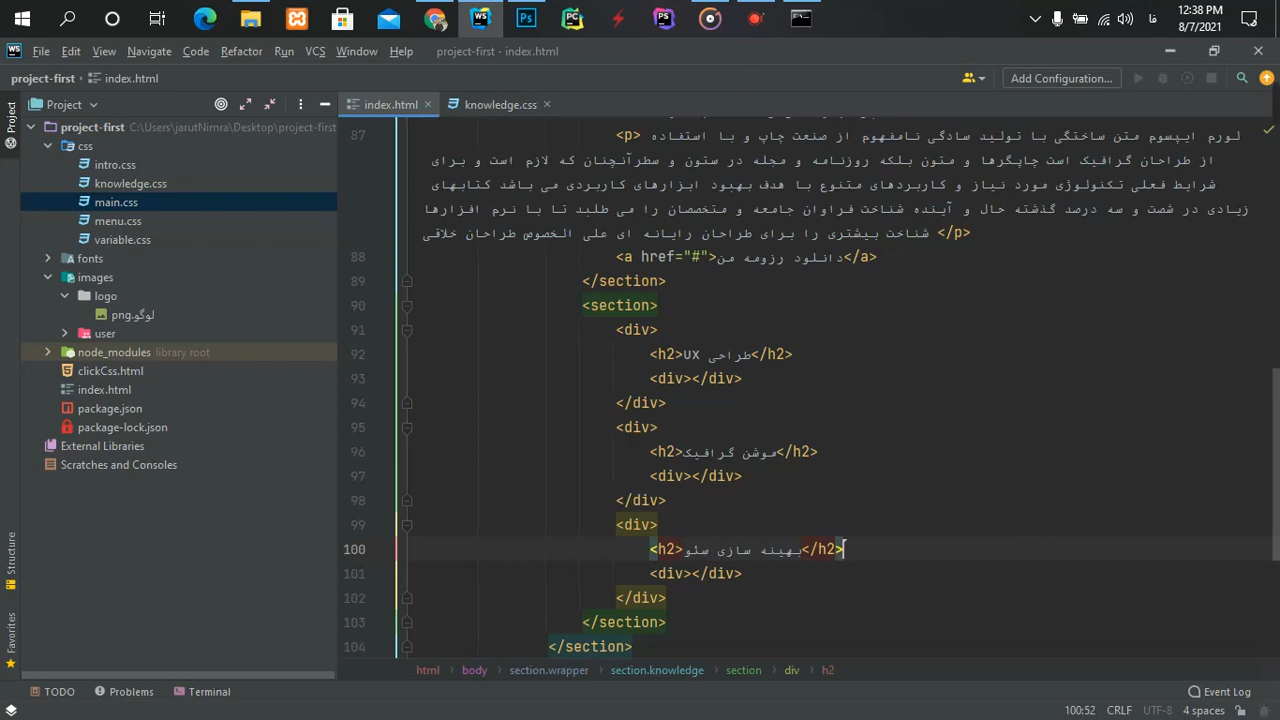 12:38 PM
8/7/2021
File Edit View Navigate Code Refactor Run VCS Window Help project-first - index.html
project-first index.html Add Configuration...
Project index.html knowledge.css
project-first C:\Users\jarutNimra\Desktop\project-first
css
intro.css
knowledge.css
main.css
menu.css
variable.css
fonts
images
logo
لوگو.png
user
node_modules library root
clickCss.html
index.html
package.json
package-lock.json
External Libraries
Scratches and Consoles
Project
Structure
Favorites
87 <p> لورم ایپسوم متن ساختگی با تولید سادگی نامفهوم از صنعت چاپ و با استفاده
از طراحان گرافیک است چاپگرها و متون بلکه روزنامه و مجله در ستون و سطرآنچنان که لازم است و برای
شرایط فعلی تکنولوژی مورد نیاز و کاربردهای متنوع با هدف بهبود ابزارهای کاربردی می باشد کتابهای
زیادی در شصت و سه درصد گذشته حال و آینده شناخت فراوان جامعه و متخصصان را می طلبد تا با نرم افزارها
شناخت بیشتری را برای طراحان رایانه ای علی الخصوص طراحان خلاقی </p>
88 <a href="#">دانلود رزومه من</a>
89 </section>
90 <section>
91 <div>
92 <h2>طراحی UX</h2>
93 <div></div>
94 </div>
95 <div>
96 <h2>موشن گرافیک</h2>
97 <div></div>
98 </div>
99 <div>
100 <h2>بهینه سازی سئو</h2>
101 <div></div>
102 </div>
103 </section>
104 </section>
html body section.wrapper section.knowledge section div h2
TODO Problems Terminal Event Log
100:52 CRLF UTF-8 4 spaces